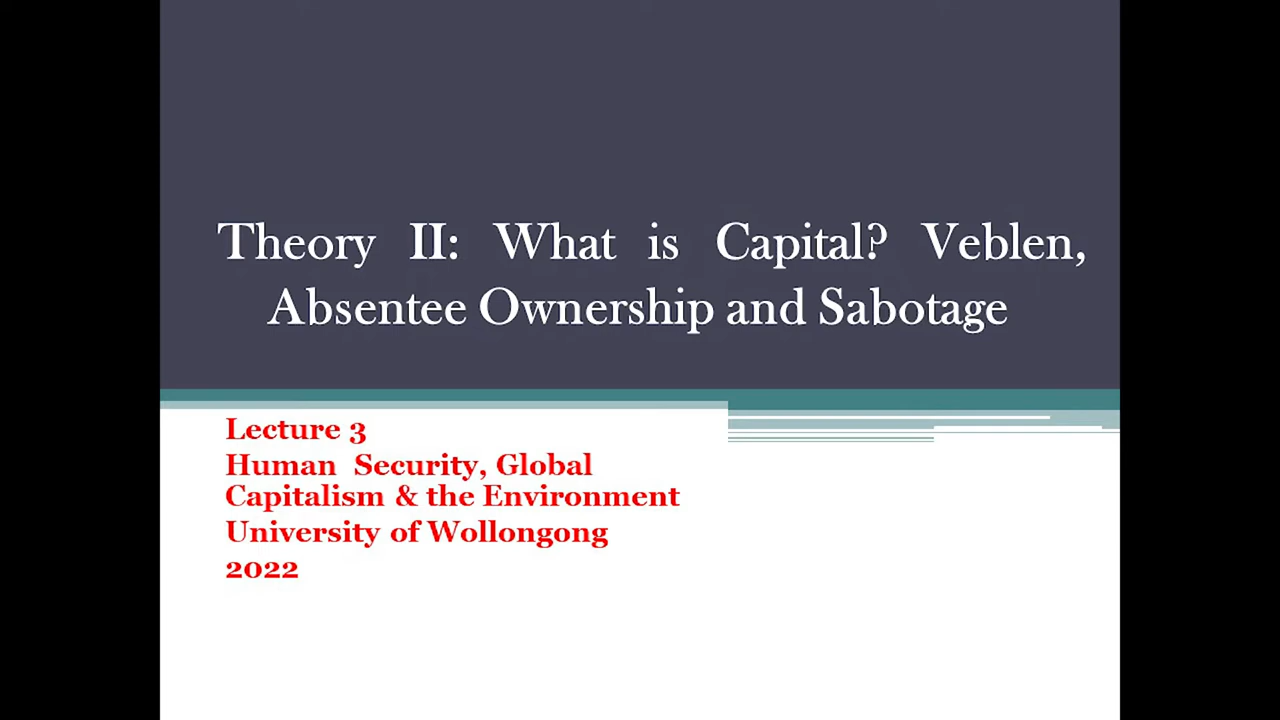 Theory II: What is Capital? Veblen,
Absentee Ownership and Sabotage
Lecture 3
Human Security, Global
Capitalism & the Environment
University of Wollongong
2022